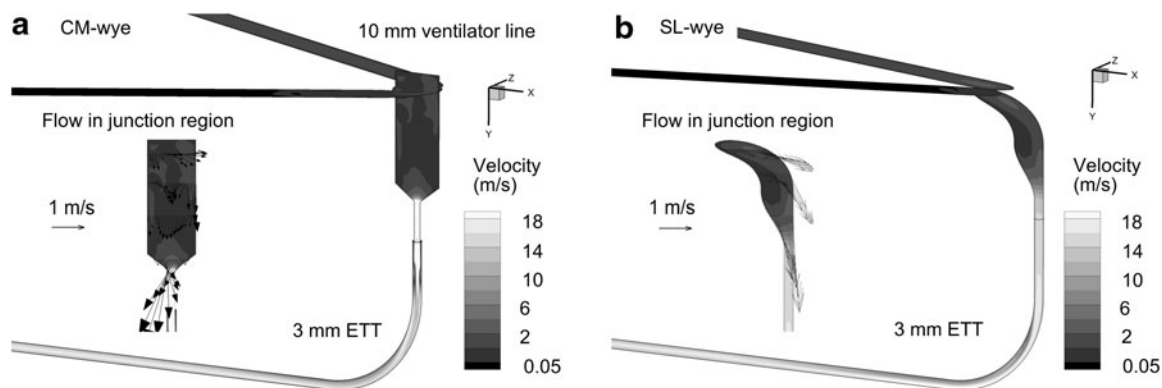 a
CM-wye
10 mm ventilator line
Z
X
Y
Flow in junction region
1 m/s
Velocity
(m/s)
18
14
10
6
2
0.05
3 mm ETT
b
SL-wye
Z
X
Y
Flow in junction region
1 m/s
Velocity
(m/s)
18
14
10
6
2
0.05
3 mm ETT